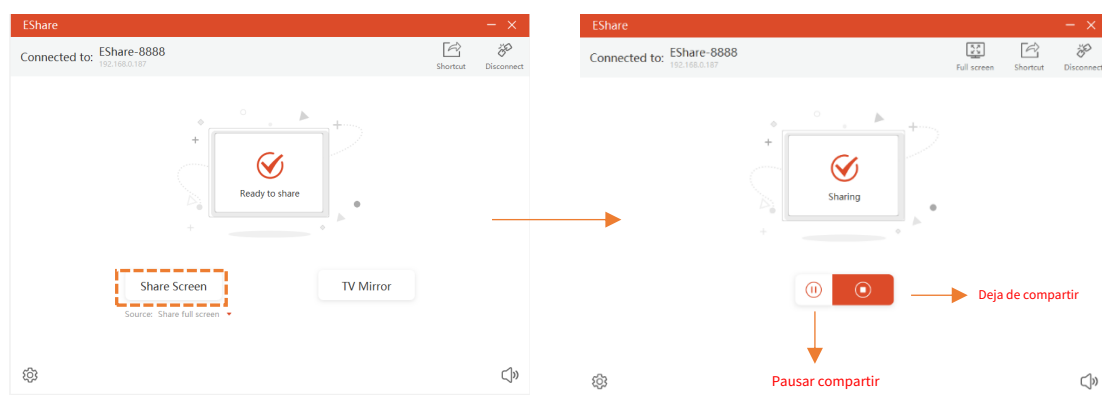 EShare
Connected to: EShare-8888
192.168.0.187
Shortcut
Disconnect
Ready to share
Share Screen
TV Mirror
Source: Share full screen
EShare
Connected to: EShare-8888
192.168.0.187
Full screen
Shortcut
Disconnect
Sharing
Deja de compartir
Pausar compartir